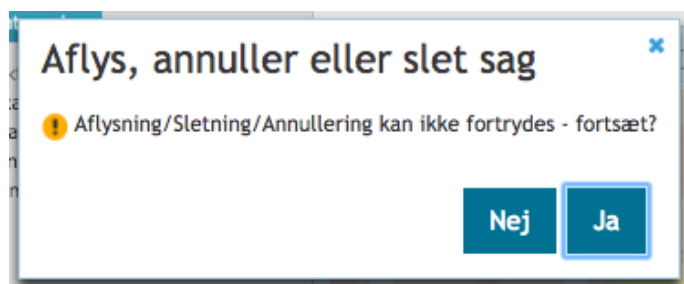 Aflys, annuller eller slet sag
Aflysning/Sletning/Annullering kan ikke fortrydes - fortsæt?
Nej
Ja